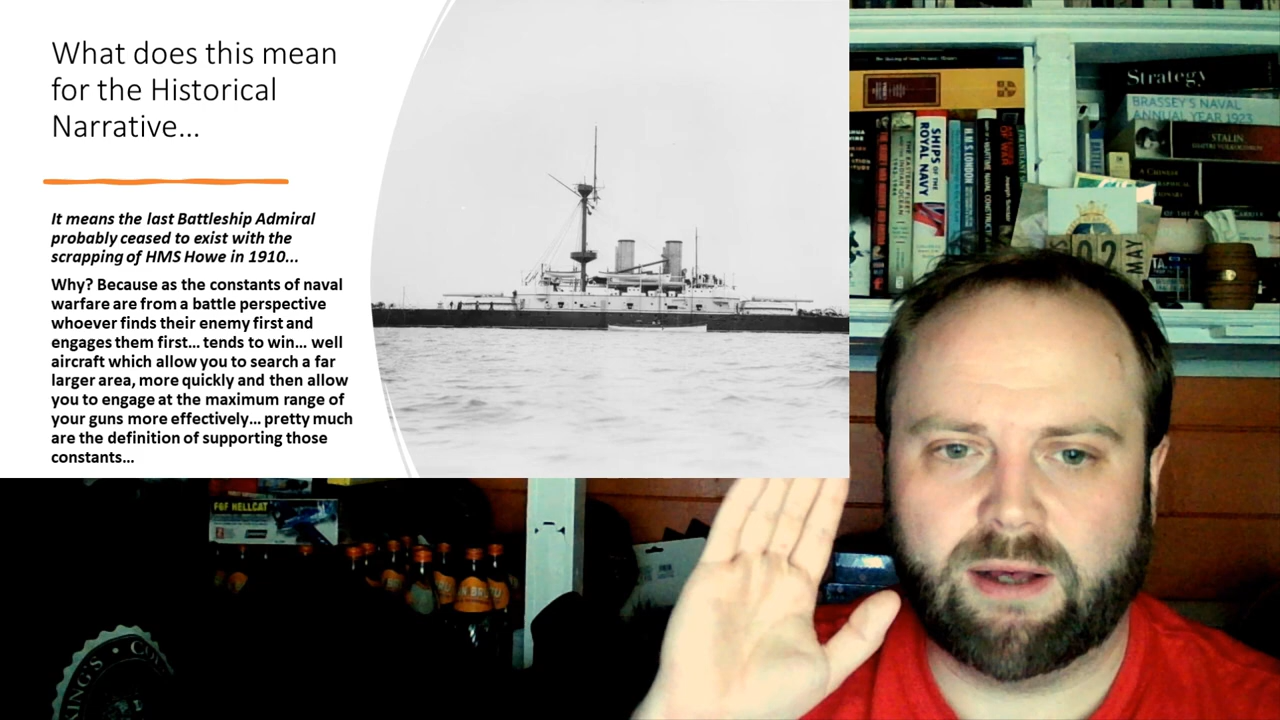 What does this mean
for the Historical
Narrative...
It means the last Battleship Admiral
probably ceased to exist with the
scrapping of HMS Howe in 1910...
Why? Because as the constants of naval
warfare are from a battle perspective
whoever finds their enemy first and
engages them first... tends to win... well
aircraft which allow you to search a far
larger area, more quickly and then allow
you to engage at the maximum range of
your guns more effectively... pretty much
are the definition of supporting those
constants...
Strategy
BRASSEY'S NAVAL
ANNUAL YEAR 1923
STALIN
SHIPS OF THE
ROYAL NAVY
H.M.S. LONDON
02
MAY
F6F HELLCAT
KING'S